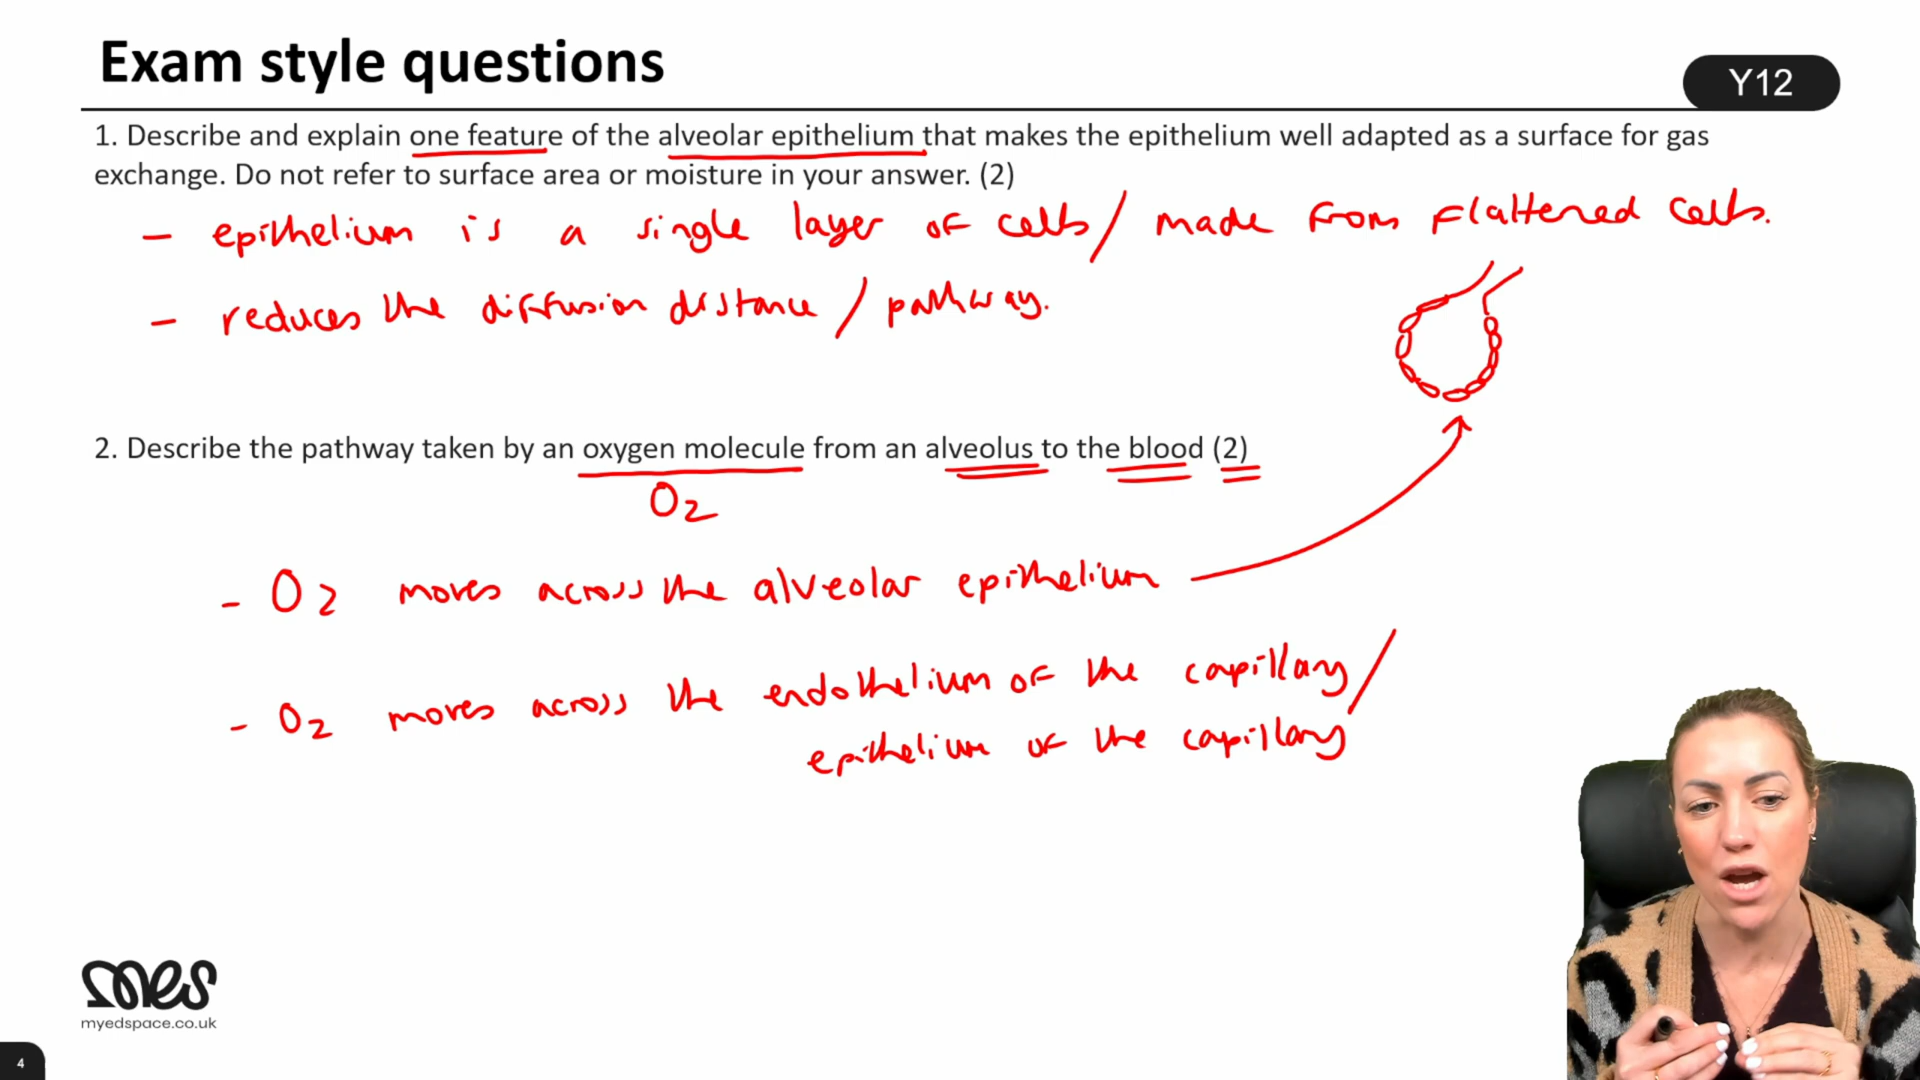 Exam style questions
Y12
1. Describe and explain one feature of the alveolar epithelium that makes the epithelium well adapted as a surface for gas
exchange. Do not refer to surface area or moisture in your answer. (2)
- epithelium is a single layer of cells/ made from flattened cells.
- reduces the diffusion distance / pathway.
2. Describe the pathway taken by an oxygen molecule from an alveolus to the blood (2)
O2
- O2 moves across the alveolar epithelium
- O2 moves across the endothelium of the capillary/
epithelium of the capillary
mes
myedspace.co.uk
4